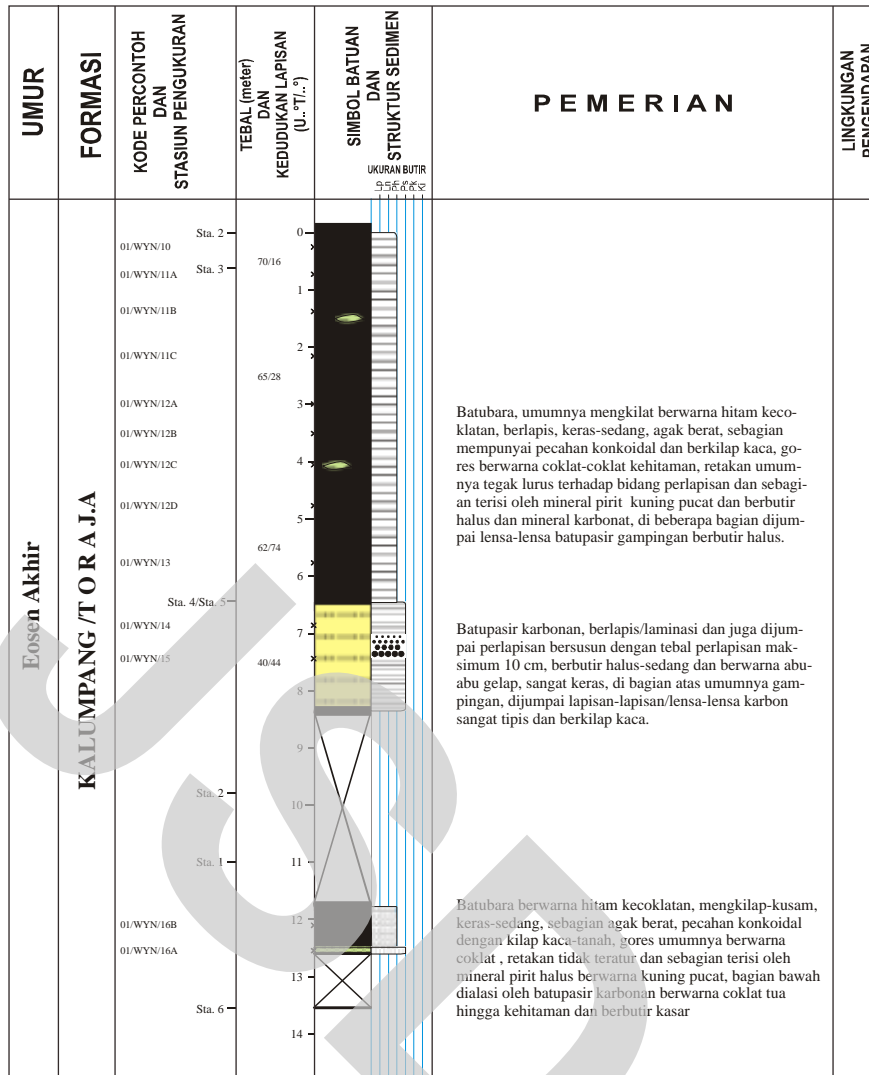 UMUR
FORMASI
KODE PERCONTOH
DAN
STASIUN PENGUKURAN
TEBAL (meter)
DAN
KEDUDUKAN LAPISAN
(U..°T/..°)
SIMBOL BATUAN
DAN
STRUKTUR SEDIMEN
UKURAN BUTIR
PEMERIAN
LINGKUNGAN
PENGENDAPAN
Eosen Akhir
KALUMPANG /T O R A J.A
Sta. 2
0
01/WYN/10
70/16
Sta. 3
01/WYN/11A
1
01/WYN/11B
2
01/WYN/11C
65/28
01/WYN/12A
3
01/WYN/12B
01/WYN/12C
4
01/WYN/12D
5
62/74
01/WYN/13
6
Sta. 4/Sta. 5
01/WYN/14
7
01/WYN/15
40/44
8
9
Sta. 2
10
Sta. 1
11
12
01/WYN/16B
01/WYN/16A
13
Sta. 6
14
Batubara, umumnya mengkilat berwarna hitam keco-
klatan, berlapis, keras-sedang, agak berat, sebagian
mempunyai pecahan konkoidal dan berkilap kaca, go-
res berwarna coklat-coklat kehitaman, retakan umum-
nya tegak lurus terhadap bidang perlapisan dan sebagi-
an terisi oleh mineral pirit kuning pucat dan berbutir
halus dan mineral karbonat, di beberapa bagian dijum-
pai lensa-lensa batupasir gampingan berbutir halus.
Batupasir karbonan, berlapis/laminasi dan juga dijum-
pai perlapisan bersusun dengan tebal perlapisan mak-
simum 10 cm, berbutir halus-sedang dan berwarna abu-
abu gelap, sangat keras, di bagian atas umumnya gam-
pingan, dijumpai lapisan-lapisan/lensa-lensa karbon
sangat tipis dan berkilap kaca.
Batubara berwarna hitam kecoklatan, mengkilap-kusam,
keras-sedang, sebagian agak berat, pecahan konkoidal
dengan kilap kaca-tanah, gores umumnya berwarna
coklat , retakan tidak teratur dan sebagian terisi oleh
mineral pirit halus berwarna kuning pucat, bagian bawah
dialasi oleh batupasir karbonan berwarna coklat tua
hingga kehitaman dan berbutir kasar